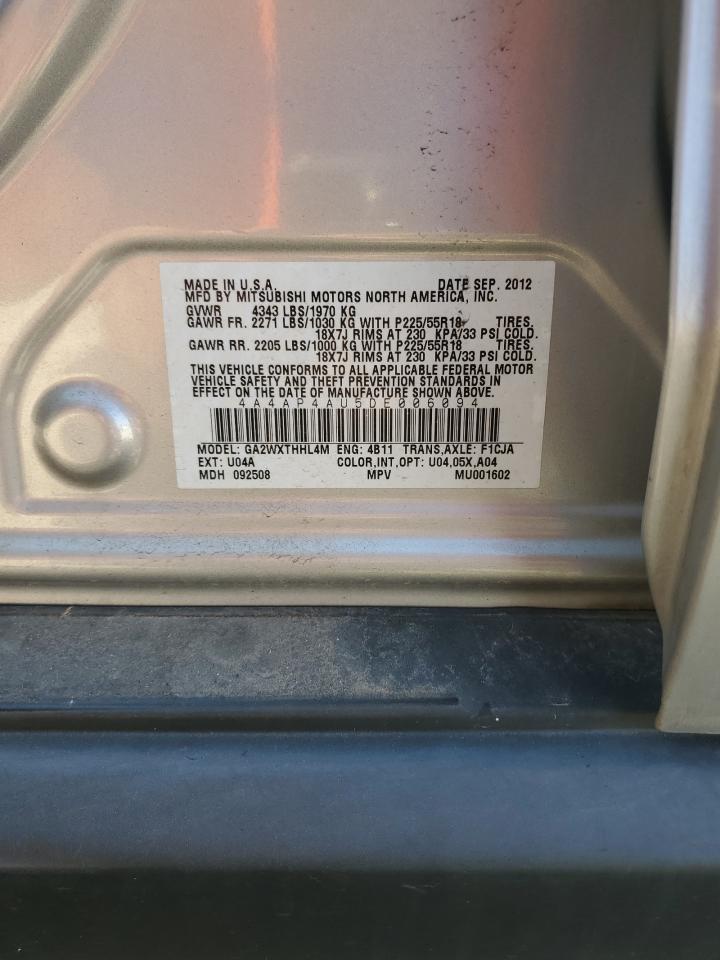 MADE IN U.S.A. DATE SEP. 2012
MFD BY MITSUBISHI MOTORS NORTH AMERICA, INC.
GVWR 4343 LBS/1970 KG
GAWR FR. 2271 LBS/1030 KG WITH P225/55R18 TIRES.
18X7J RIMS AT 230 KPA/33 PSI COLD.
GAWR RR. 2205 LBS/1000 KG WITH P225/55R18 TIRES.
18X7J RIMS AT 230 KPA/33 PSI COLD.
THIS VEHICLE CONFORMS TO ALL APPLICABLE FEDERAL MOTOR
VEHICLE SAFETY AND THEFT PREVENTION STANDARDS IN
EFFECT ON THE DATE OF MANUFACTURE SHOWN ABOVE.
4A4AP4AU5DE006094
MODEL: GA2WXTHHL4M ENG: 4B11 TRANS,AXLE: F1CJA
EXT: U04A COLOR,INT,OPT: U04,05X,A04
MDH 092508 MPV MU001602